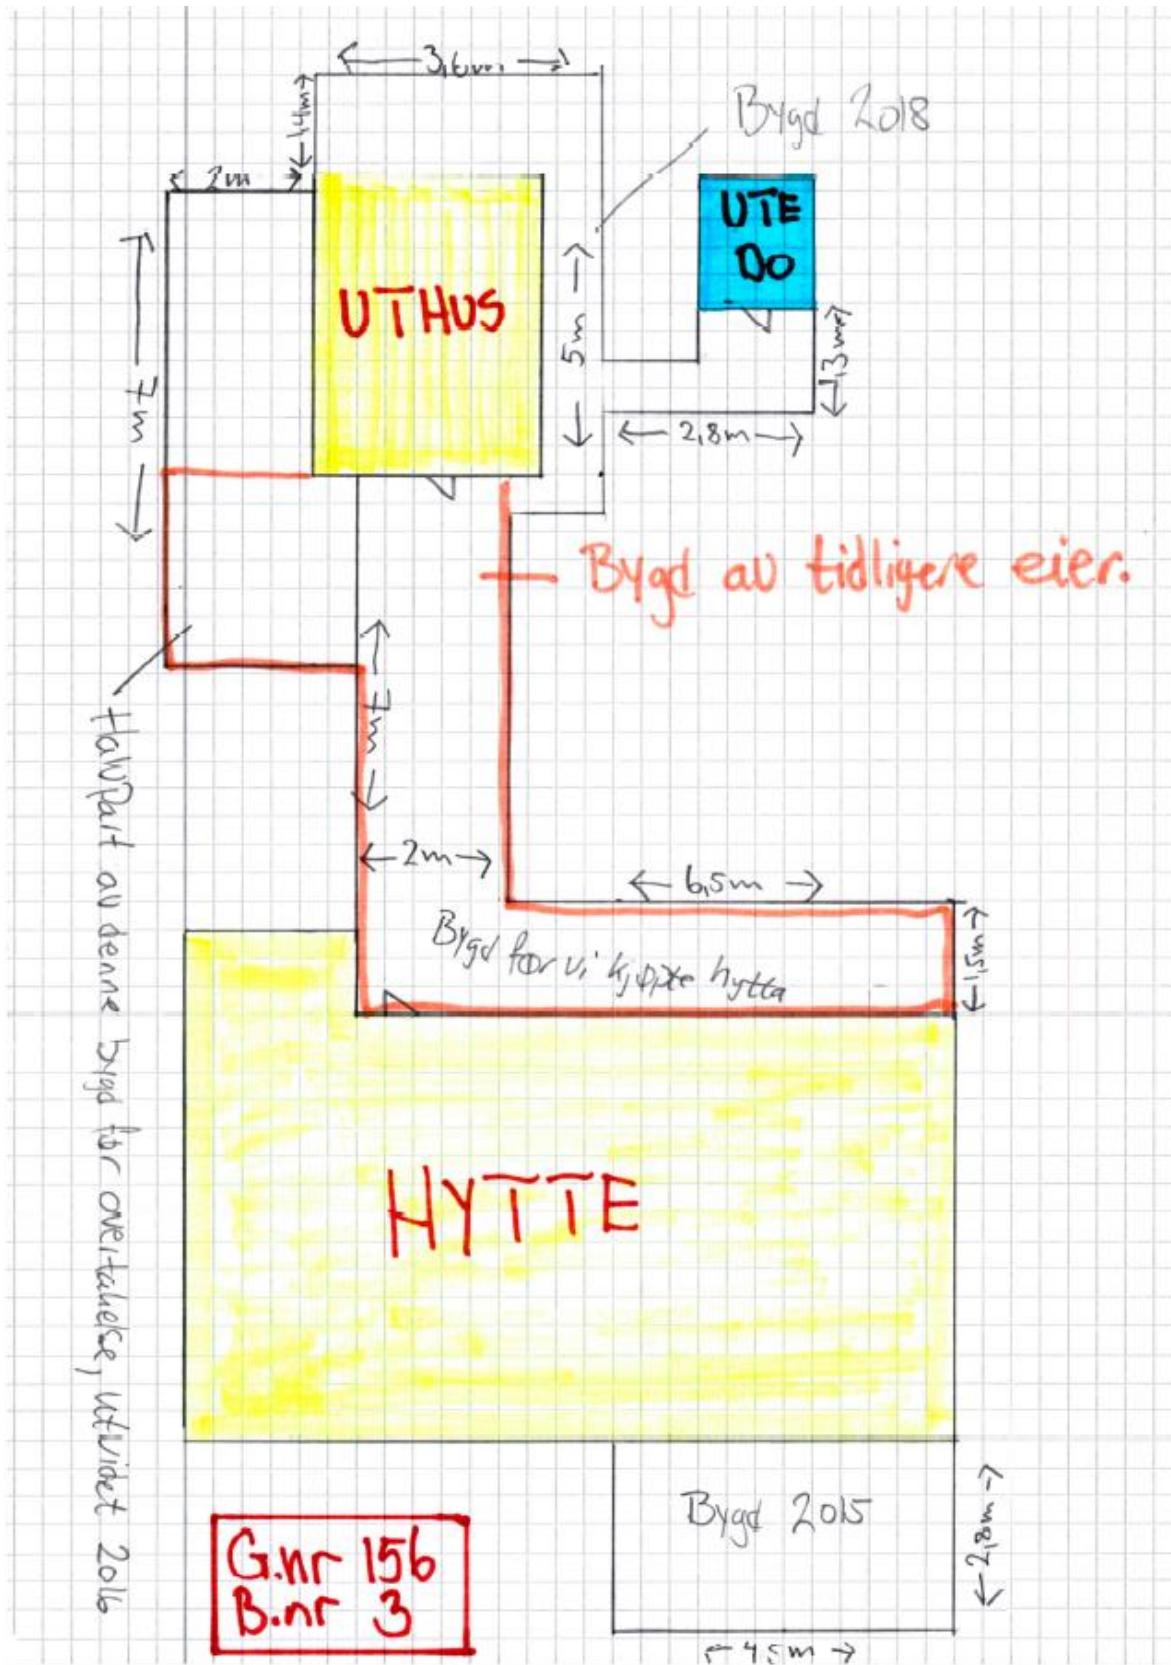 3,6m
1,4m
Bygd 2018
2m
UTE
DO
UTHUS
5m
7m
1,3m
2,8m
Bygd av tidligere eier.
7m
2m
6,5m
Bygd før vi kjøpte hytta
1,5m
Halvpart av denne bygd før overtakelse, utvidet 2016
HYTTE
Bygd 2015
2,8m
G.nr 156
B.nr 3
4,5m